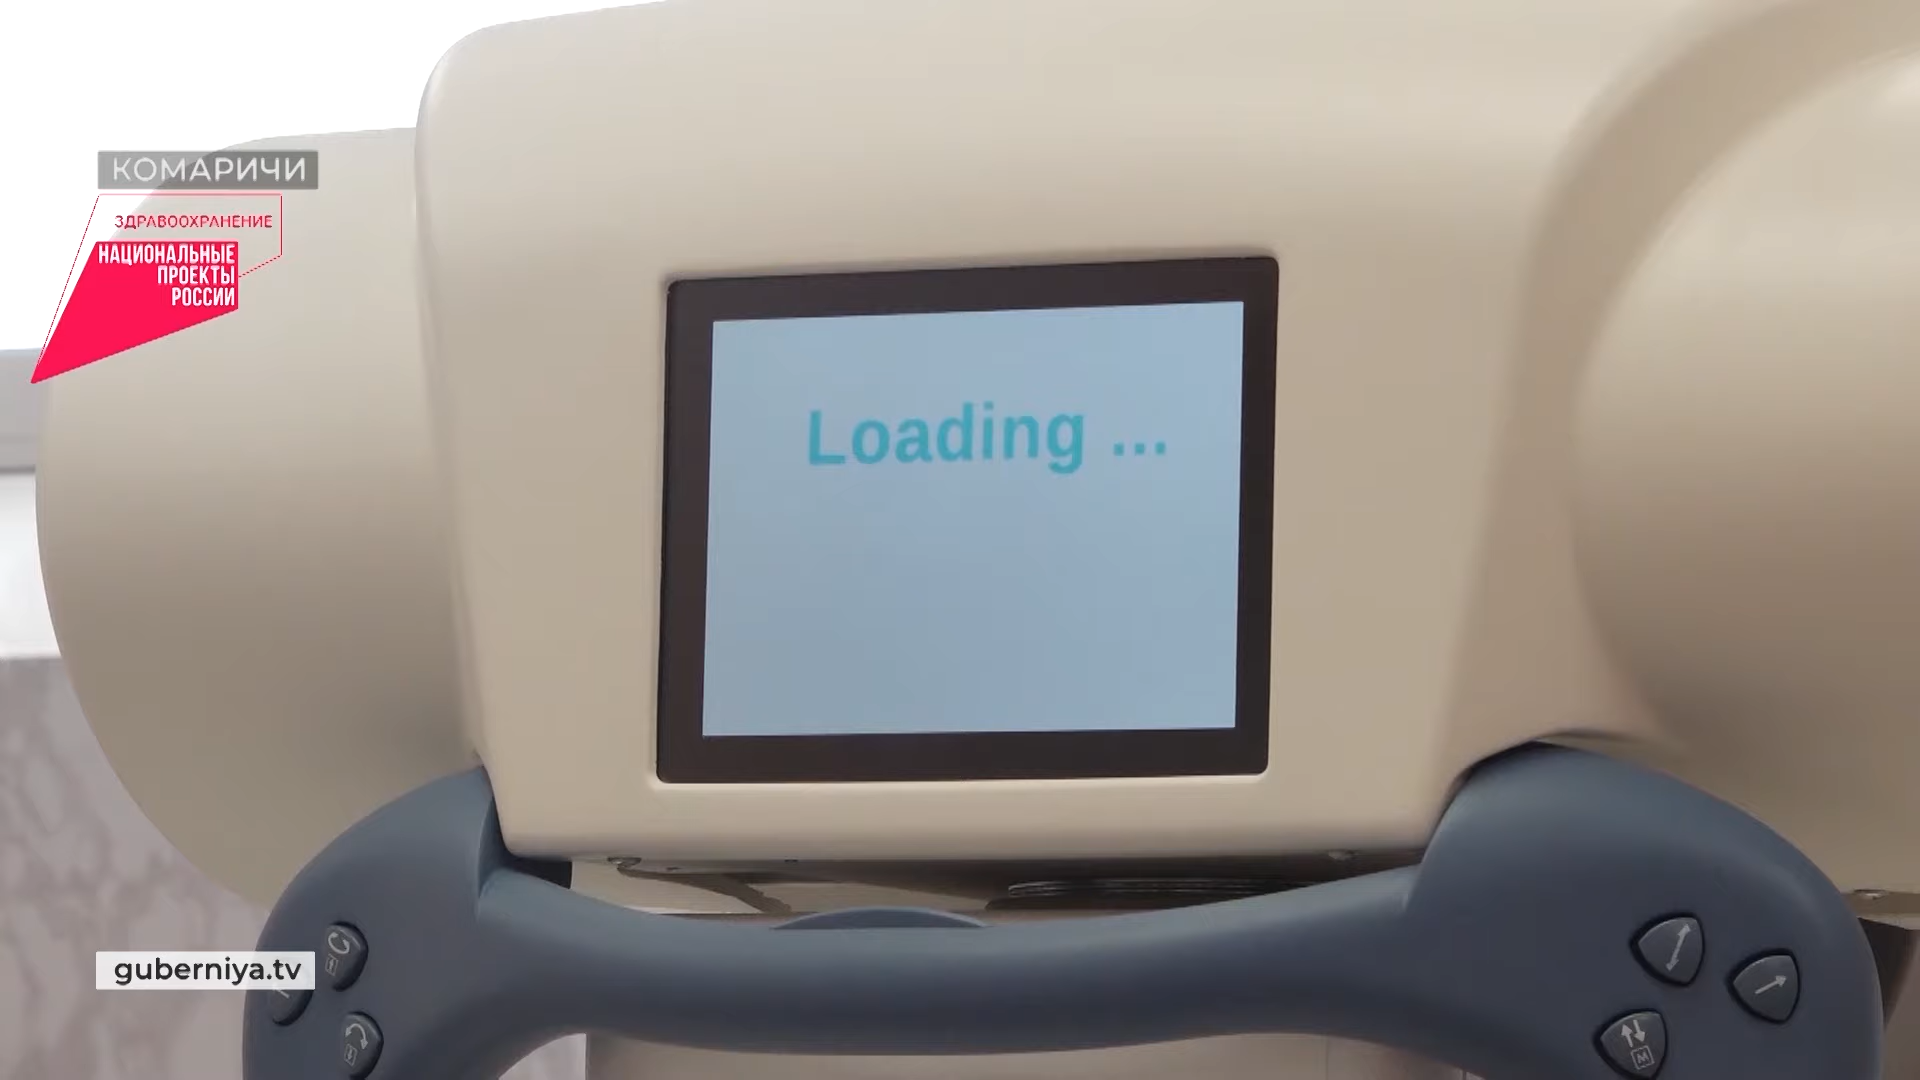 КОМАРИЧИ
ЗДРАВООХРАНЕНИЕ
НАЦИОНАЛЬНЫЕ
ПРОЕКТЫ
РОССИИ
Loading ...
guberniya.tv
M